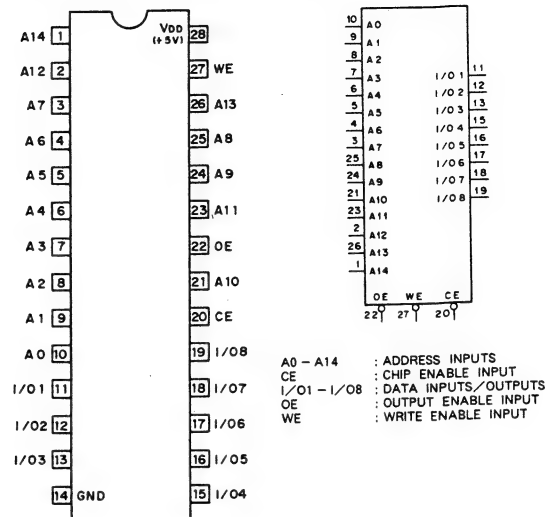 A14 1 VDD (+5V) 28
A12 2 27 WE
A7 3 26 A13
A6 4 25 A8
A5 5 24 A9
A4 6 23 A11
A3 7 22 OE
A2 8 21 A10
A1 9 20 CE
A0 10 19 I/O8
I/O1 11 18 I/O7
I/O2 12 17 I/O6
I/O3 13 16 I/O5
14 GND 15 I/O4
10 A0
9 A1
8 A2
7 A3 I/O1 11
6 A4 I/O2 12
5 A5 I/O3 13
4 A6 I/O4 15
3 A7 I/O5 16
25 A8 I/O6 17
24 A9 I/O7 18
21 A10 I/O8 19
23 A11
2 A12
26 A13
1 A14
OE WE CE
22 27 20
A0 - A14 : ADDRESS INPUTS
CE : CHIP ENABLE INPUT
I/O1 - I/O8 : DATA INPUTS/OUTPUTS
OE : OUTPUT ENABLE INPUT
WE : WRITE ENABLE INPUT